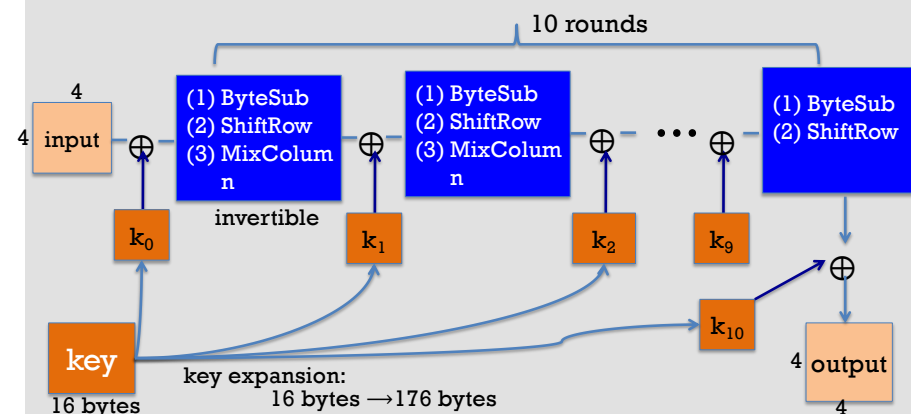 10 rounds
4
4
input
⊕
(1) ByteSub
(2) ShiftRow
(3) MixColum
n
invertible
⊕
(1) ByteSub
(2) ShiftRow
(3) MixColum
n
⊕
•••
⊕
(1) ByteSub
(2) ShiftRow
k₀
k₁
k₂
k₉
⊕
k₁₀
key
16 bytes
key expansion:
16 bytes →176 bytes
4
output
4